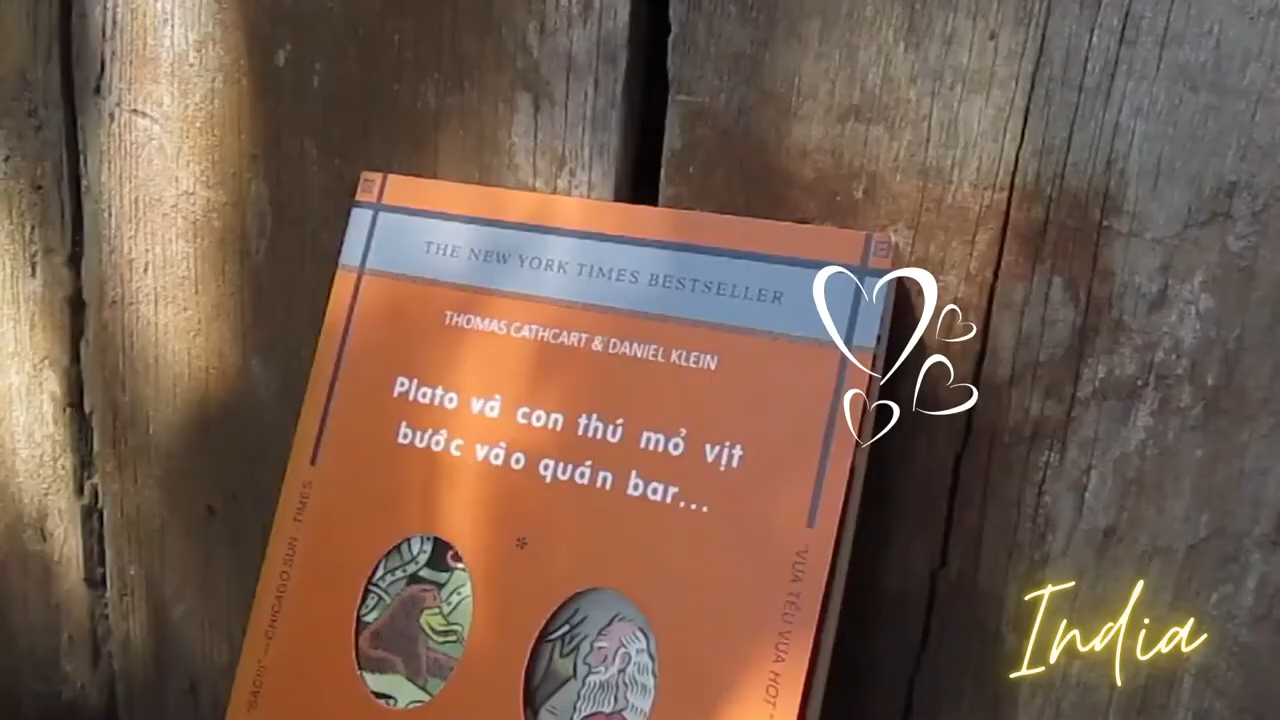 THE NEW YORK TIMES BESTSELLER
THOMAS CATHCART & DANIEL KLEIN
Plato và con thú mỏ vịt
bước vào quán bar...
*
SÁCH!" — CHICAGO SUN - TIMES
"VỪA TẾU VỪA HOT"
India